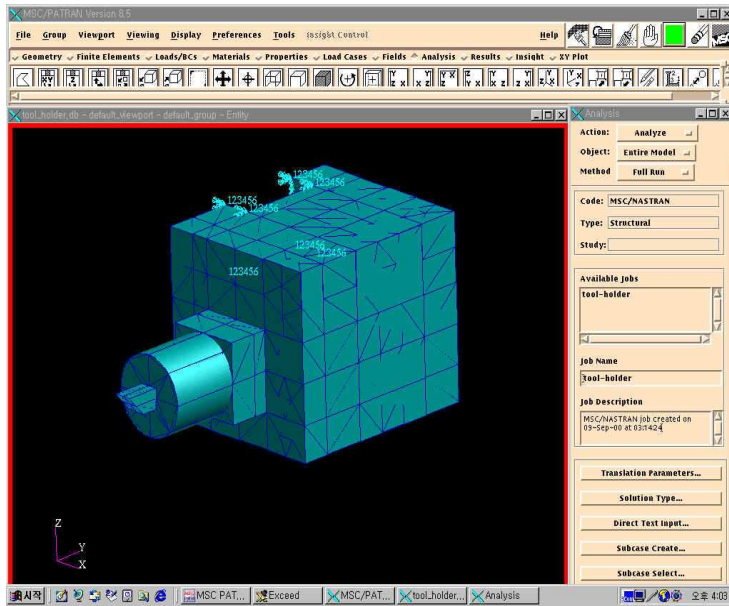 MSC/PATRAN Version 8.5
File Group Viewport Viewing Display Preferences Tools Insight Control Help
Geometry Finite Elements Loads/BCs Materials Properties Load Cases Fields Analysis Results Insight XY Plot
tool_holder.db - default_viewport - default_group - Entity
Analysis
Action: Analyze
Object: Entire Model
Method Full Run
Code: MSC/NASTRAN
Type: Structural
Study:
Available Jobs
tool-holder
Job Name
tool-holder
Job Description
MSC/NASTRAN job created on
09-Sep-00 at 03:14:24
Translation Parameters...
Solution Type...
Direct Text Input...
Subcase Create...
Subcase Select...
123456
123456
123456
123456
123456
123456
123456
Z
Y
X
시작 MSC PAT... Exceed MSC/PAT... tool_holder... Analysis 오후 4:03